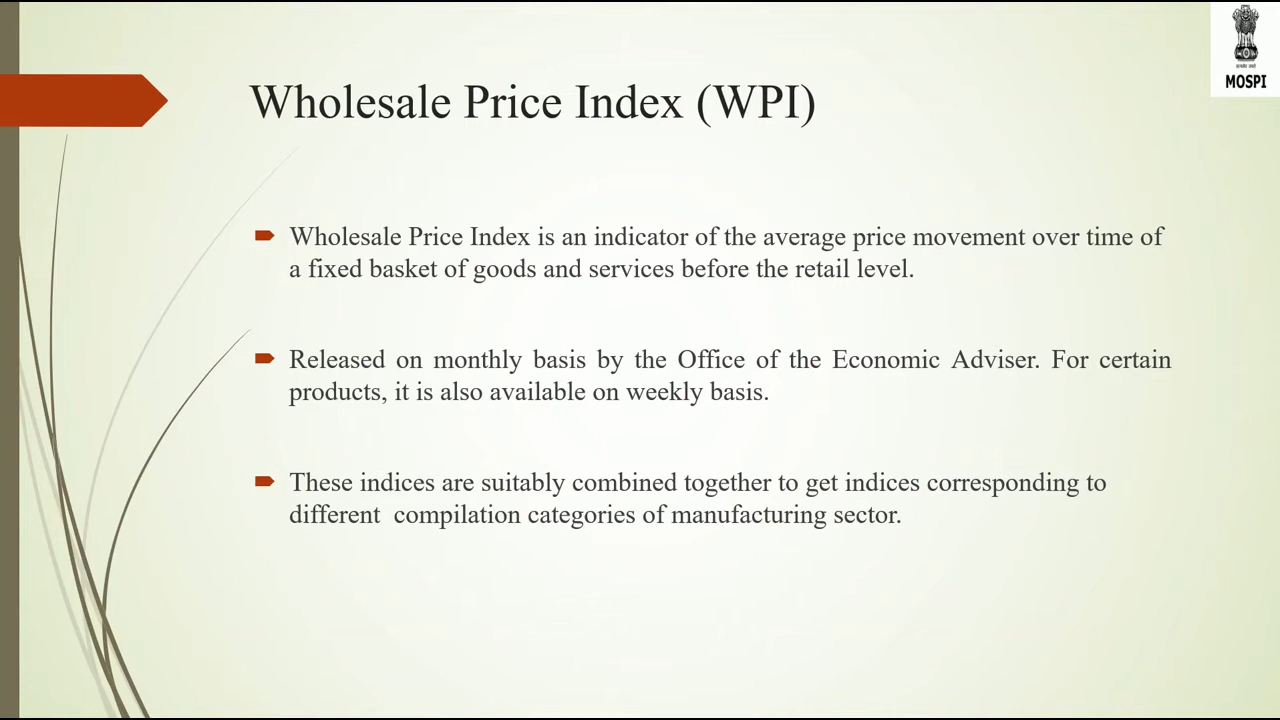 MOSPI
Wholesale Price Index (WPI)
Wholesale Price Index is an indicator of the average price movement over time of
a fixed basket of goods and services before the retail level.
Released on monthly basis by the Office of the Economic Adviser. For certain
products, it is also available on weekly basis.
These indices are suitably combined together to get indices corresponding to
different  compilation categories of manufacturing sector.